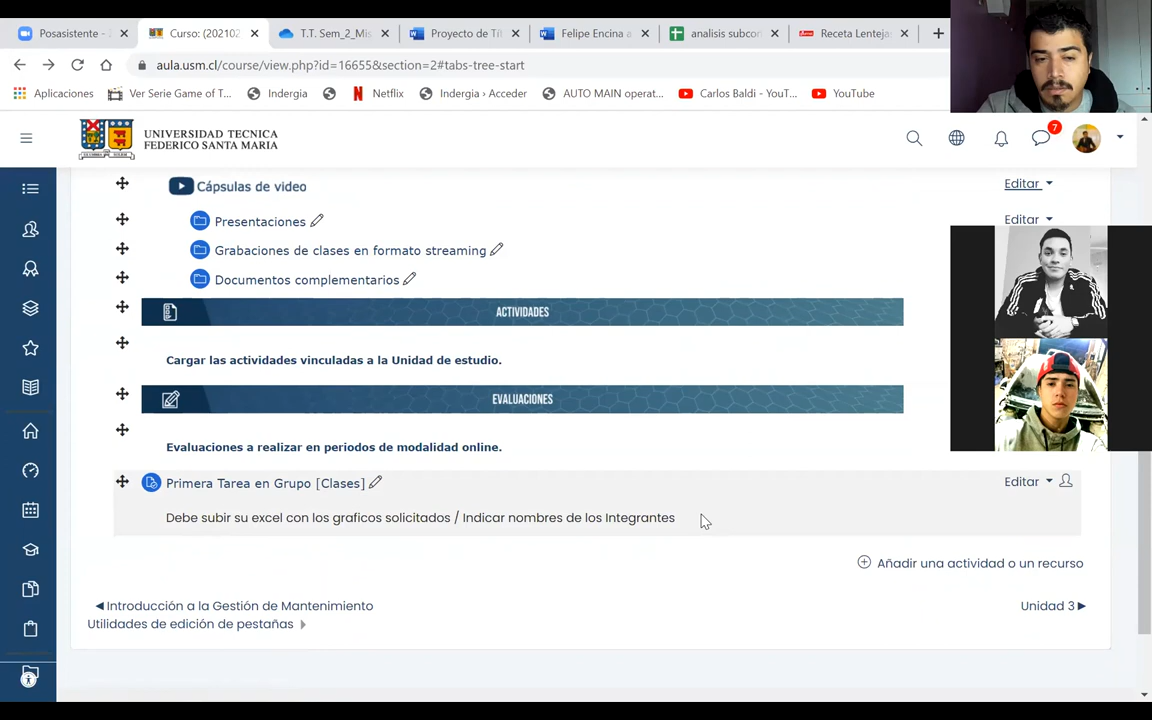 Posasistente -
Curso: (202102
T.T. Sem_2_Mis
Proyecto de Tít
Felipe Encina a
analisis subcor
Receta Lentejas
aula.usm.cl/course/view.php?id=16655&section=2#tabs-tree-start
Aplicaciones
Ver Serie Game of T...
Indergia
Netflix
Indergia › Acceder
AUTO MAIN operat...
Carlos Baldi - YouT...
YouTube
UNIVERSIDAD TECNICA
FEDERICO SANTA MARIA
7
Cápsulas de video
Editar
Presentaciones
Editar
Grabaciones de clases en formato streaming
Documentos complementarios
ACTIVIDADES
Cargar las actividades vinculadas a la Unidad de estudio.
EVALUACIONES
Evaluaciones a realizar en periodos de modalidad online.
Primera Tarea en Grupo [Clases]
Editar
Debe subir su excel con los graficos solicitados / Indicar nombres de los Integrantes
Añadir una actividad o un recurso
Introducción a la Gestión de Mantenimiento
Unidad 3
Utilidades de edición de pestañas